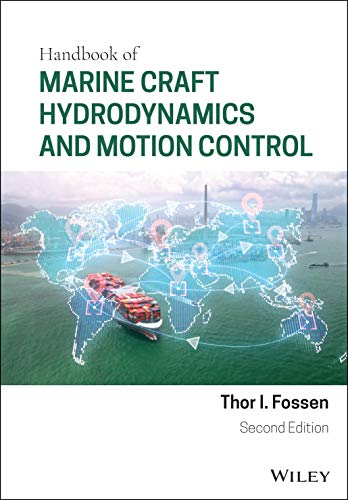 Handbook of
MARINE CRAFT
HYDRODYNAMICS
AND MOTION CONTROL
Thor I. Fossen
Second Edition
WILEY